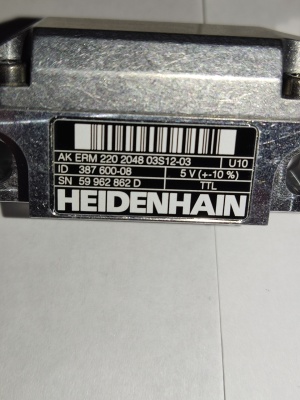 AK ERM 220 2048 03S12-03 U10
ID 387 600-08 5 V (+-10 %)
SN 59 962 862 D TTL
HEIDENHAIN